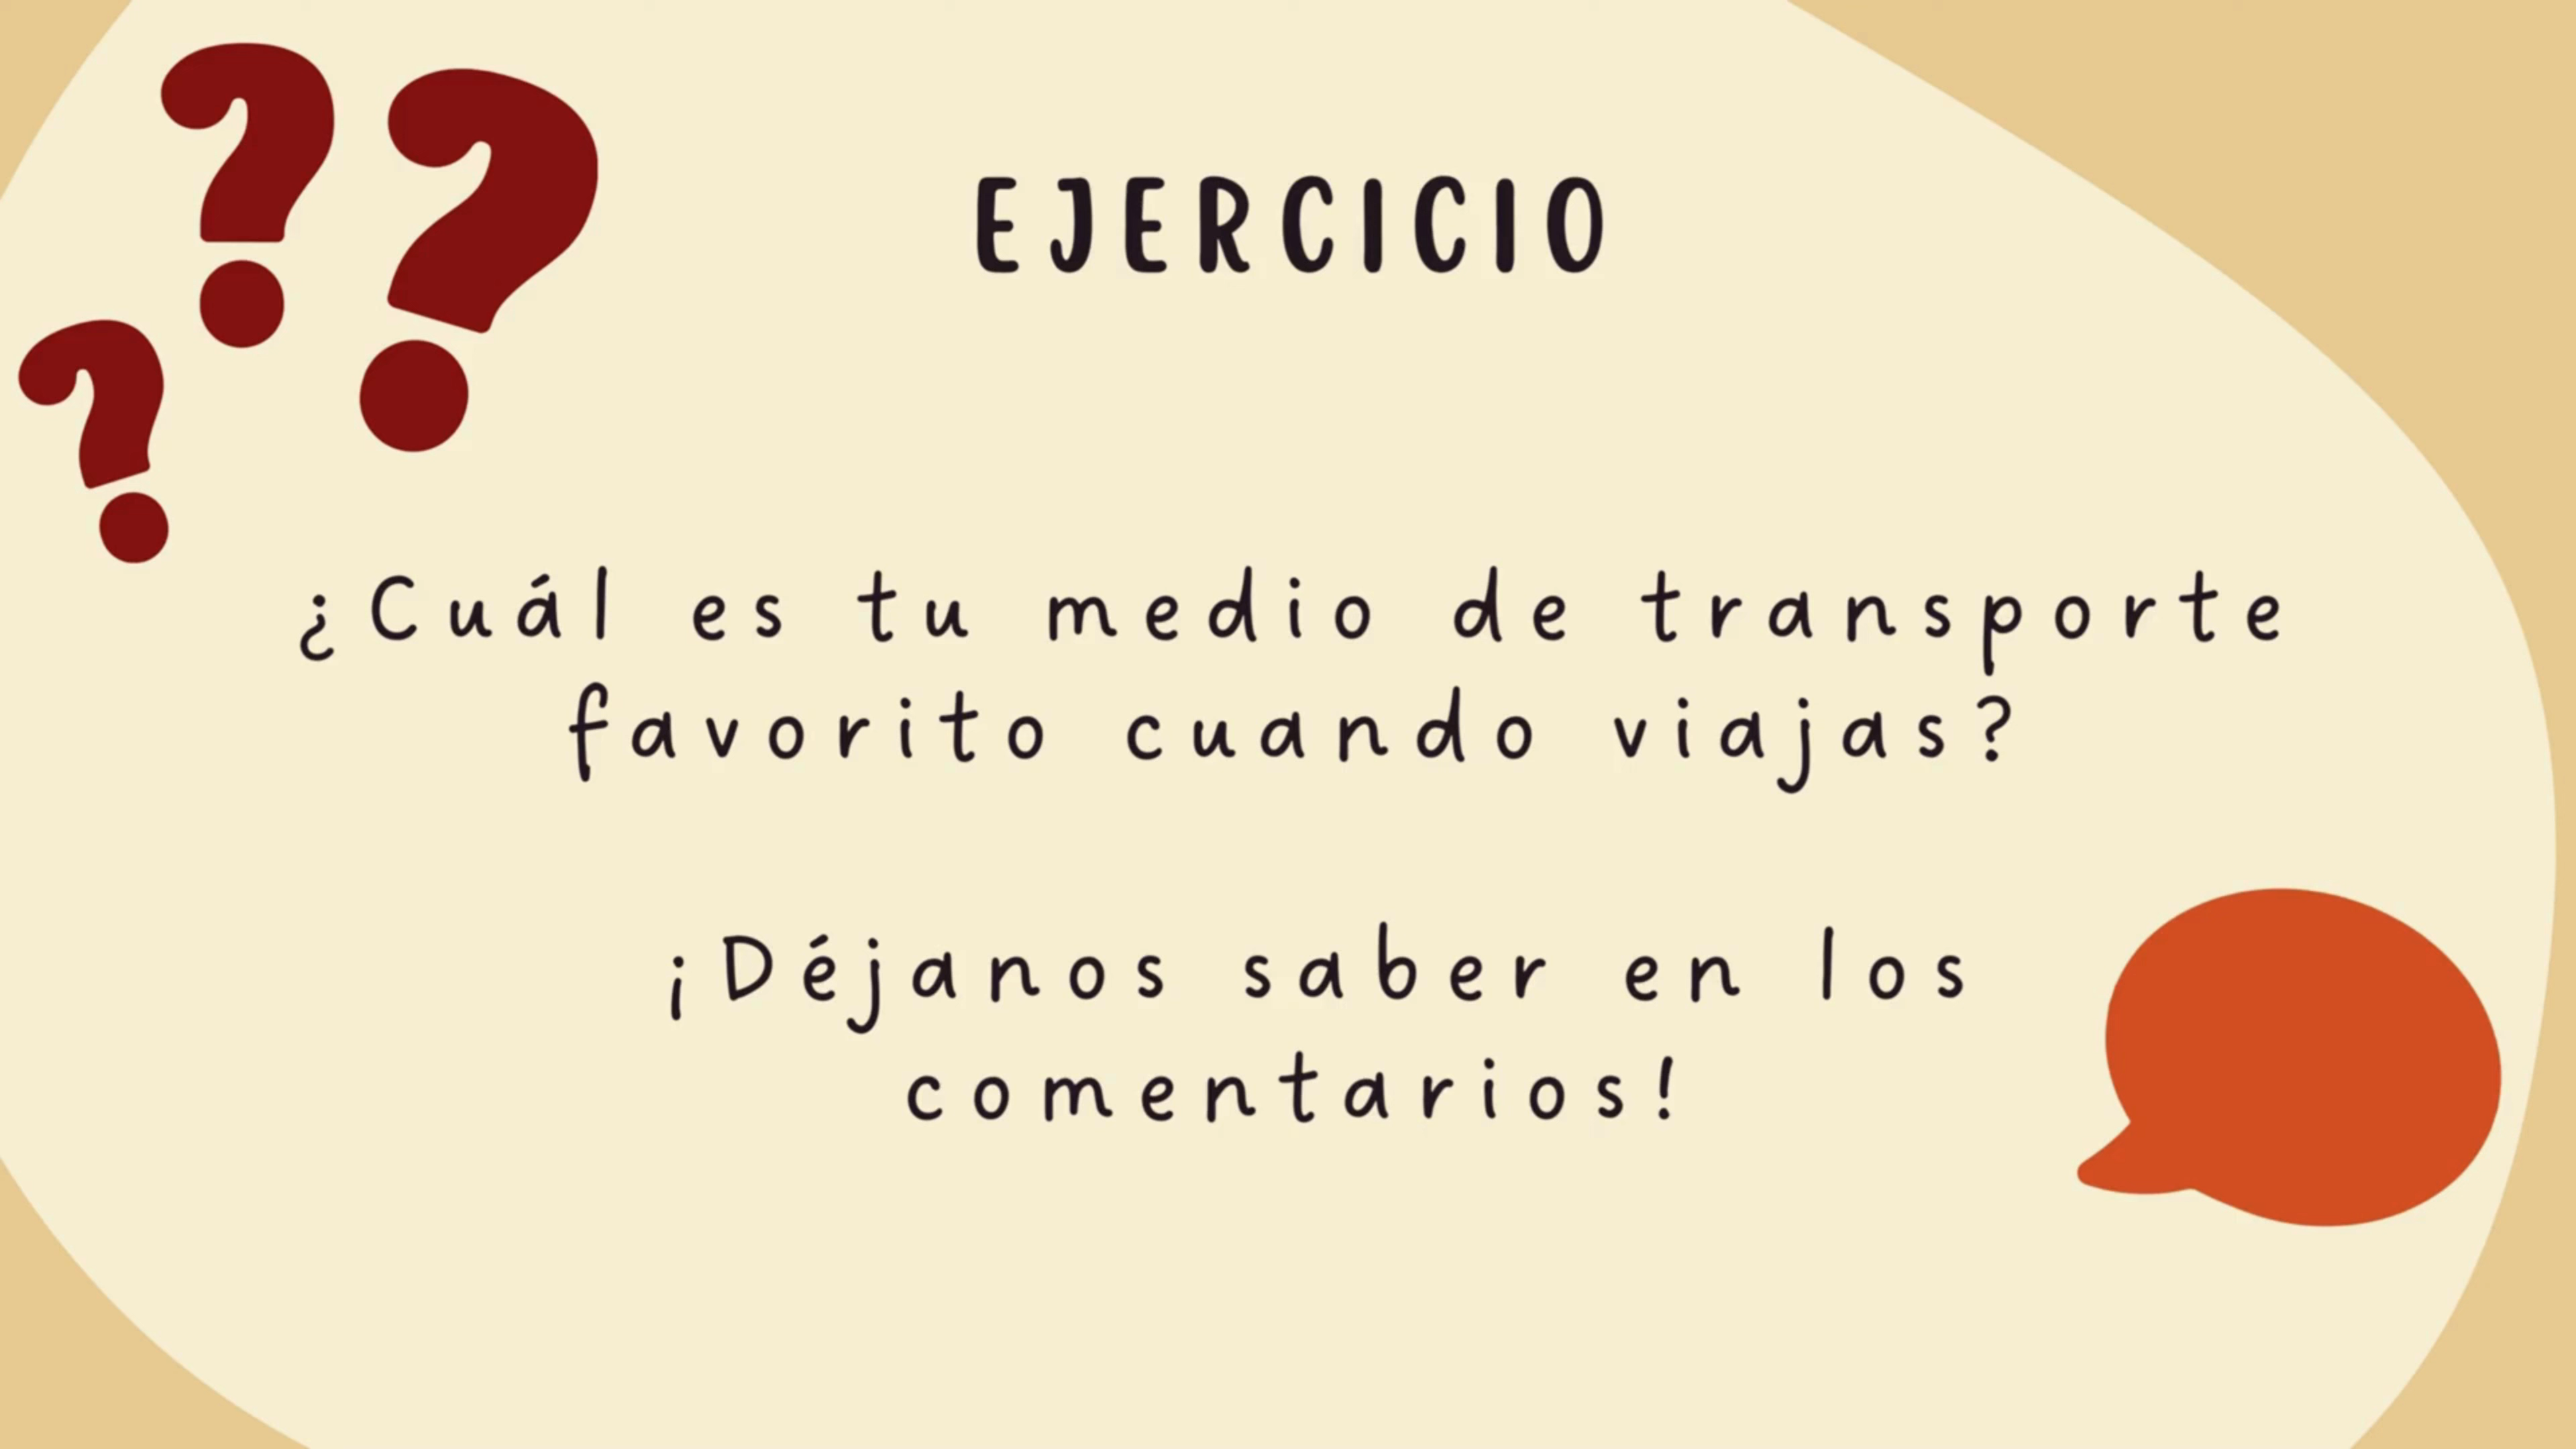 EJERCICIO
¿Cuál es tu medio de transporte
favorito cuando viajas?
¡Déjanos saber en los
comentarios!